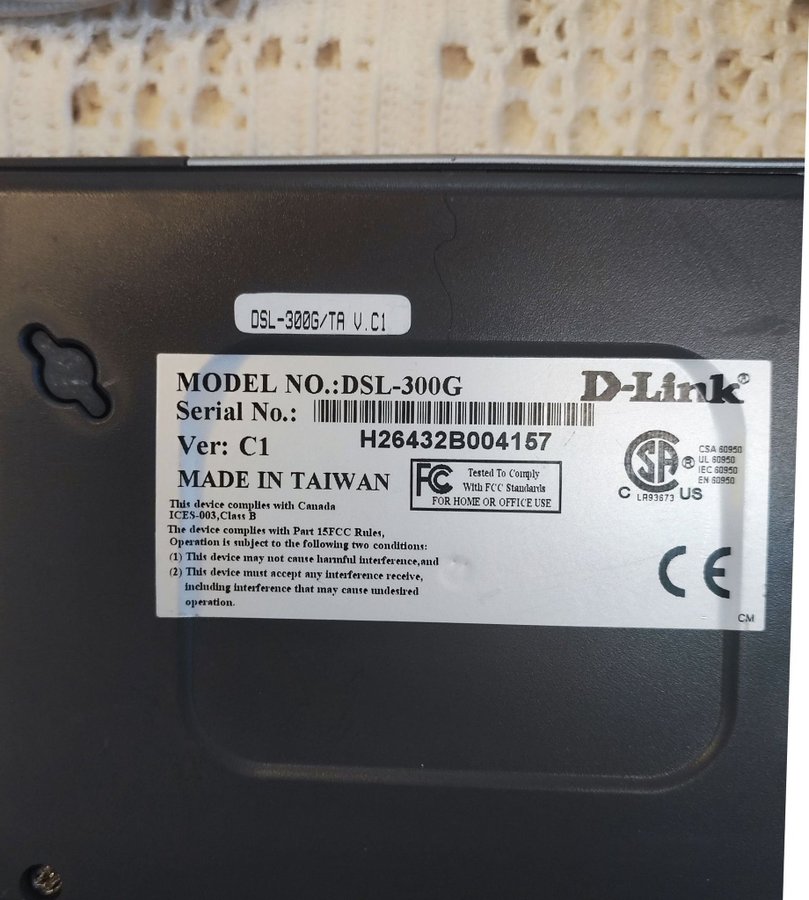 DSL-300G/TA V.C1
MODEL NO.:DSL-300G
D-Link®
Serial No.:
H26432B004157
Ver: C1
MADE IN TAIWAN
FC Tested To Comply
With FCC Standards
FOR HOME OR OFFICE USE
CSA 60950
UL 60950
IEC 60950
EN 60950
SA ®
C US
LR93673
This device complies with Canada
ICES-003,Class B
The device complies with Part 15FCC Rules,
Operation is subject to the following two conditions:
(1) This device may not cause harmful interference,and
(2) This device must accept any interference receive,
including interference that may cause undesired
operation.
CE
CM